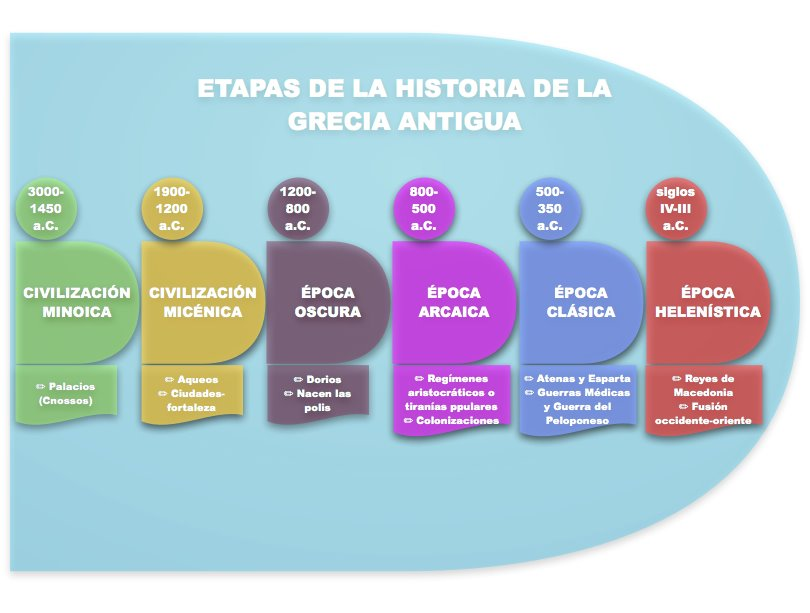 ETAPAS DE LA HISTORIA DE LA
GRECIA ANTIGUA
3000-
1450
a.C.
CIVILIZACIÓN
MINOICA
✏ Palacios
(Cnossos)
1900-
1200
a.C.
CIVILIZACIÓN
MICÉNICA
✏ Aqueos
✏ Ciudades-
fortaleza
1200-
800
a.C.
ÉPOCA
OSCURA
✏ Dorios
✏ Nacen las
polis
800-
500
a.C.
ÉPOCA
ARCAICA
✏ Regímenes
aristocráticos o
tiranías ppulares
✏ Colonizaciones
500-
350
a.C.
ÉPOCA
CLÁSICA
✏ Atenas y Esparta
✏ Guerras Médicas
y Guerra del
Peloponeso
siglos
IV-III
a.C.
ÉPOCA
HELENÍSTICA
✏ Reyes de
Macedonia
✏ Fusión
occidente-oriente